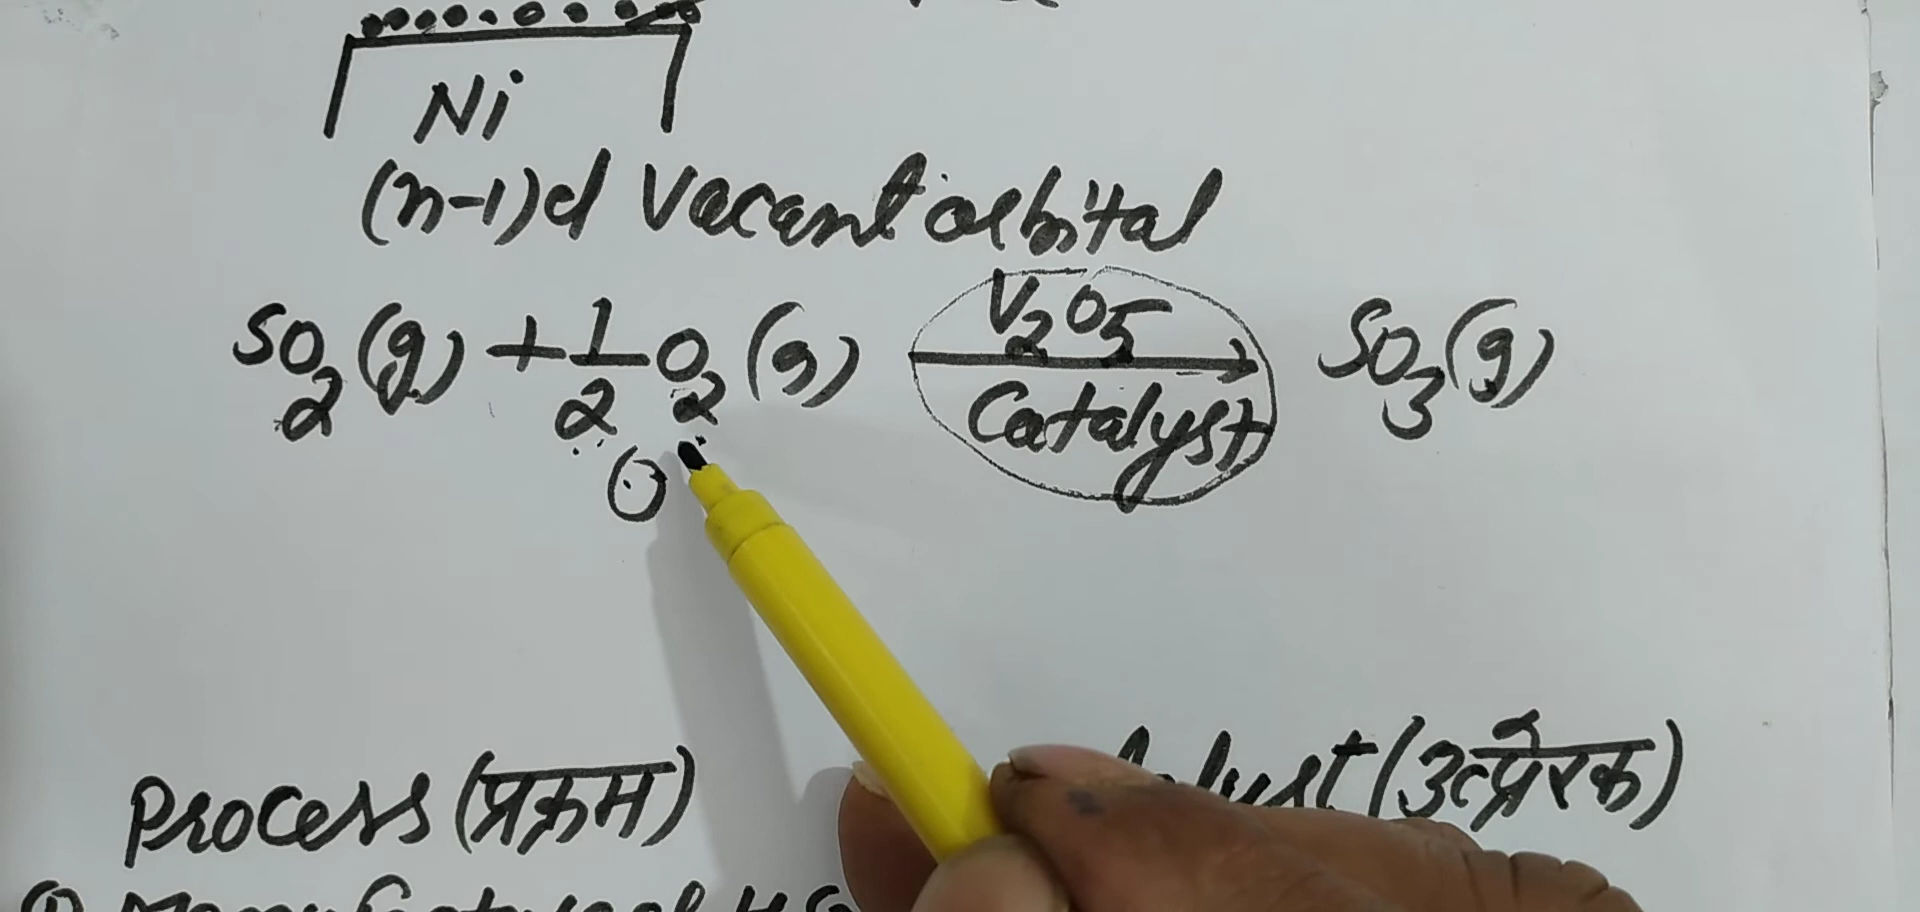 Ni
(n-1)d Vacant orbital
SO₂(g) + 1/2 O₂(g) V₂O₅ Catalyst → SO₃(g)
O
Process (प्रक्रम) (उत्प्रेरक)